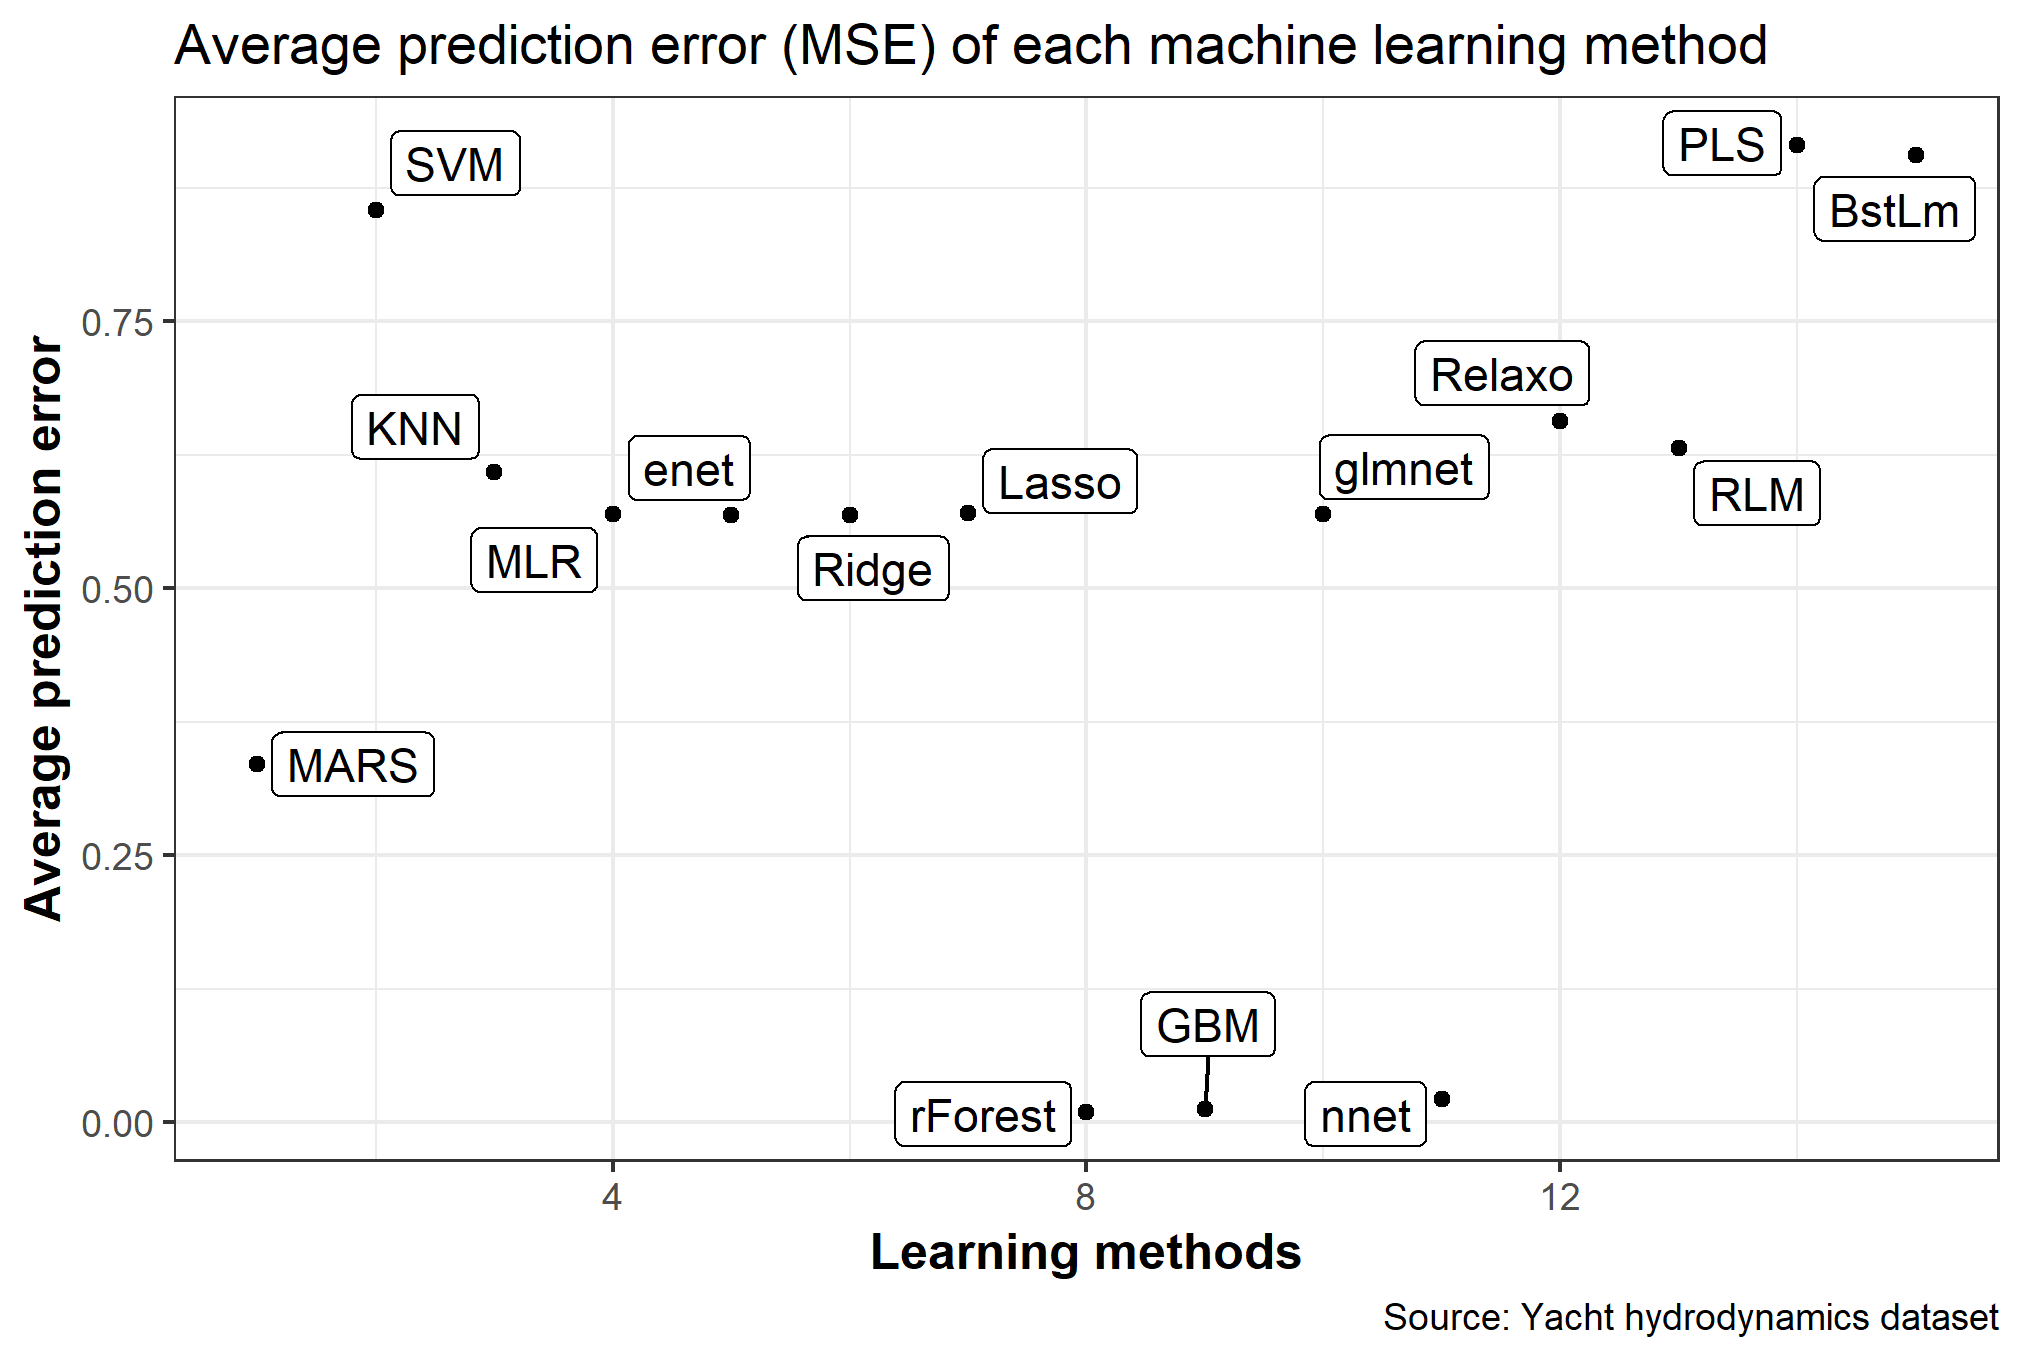 Average prediction error (MSE) of each machine learning method
SVM
PLS
BstLm
0.75
Relaxo
KNN
enet
Lasso
glmnet
RLM
MLR
Ridge
0.50
MARS
0.25
GBM
rForest
nnet
0.00
4
8
12
Average prediction error
Learning methods
Source: Yacht hydrodynamics dataset